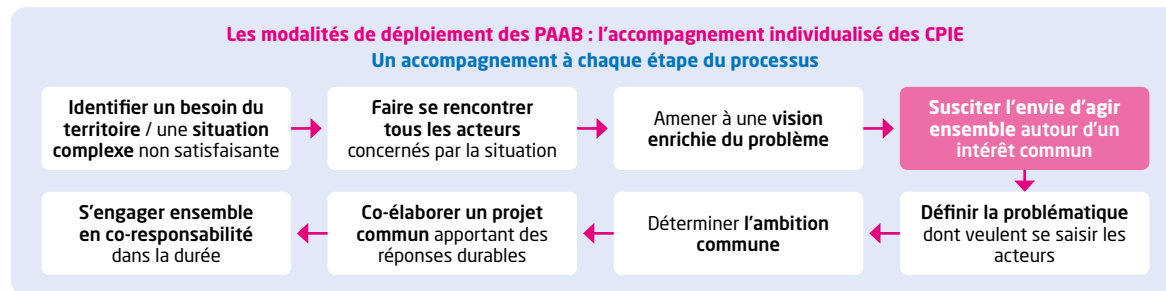 Les modalités de déploiement des PAAB : l'accompagnement individualisé des CPIE
Un accompagnement à chaque étape du processus
Identifier un besoin du
territoire / une situation
complexe non satisfaisante
Faire se rencontrer
tous les acteurs
concernés par la situation
Amener à une vision
enrichie du problème
Susciter l'envie d'agir
ensemble autour d'un
intérêt commun
Définir la problématique
dont veulent se saisir les
acteurs
Déterminer l'ambition
commune
Co-élaborer un projet
commun apportant des
réponses durables
S'engager ensemble
en co-responsabilité
dans la durée